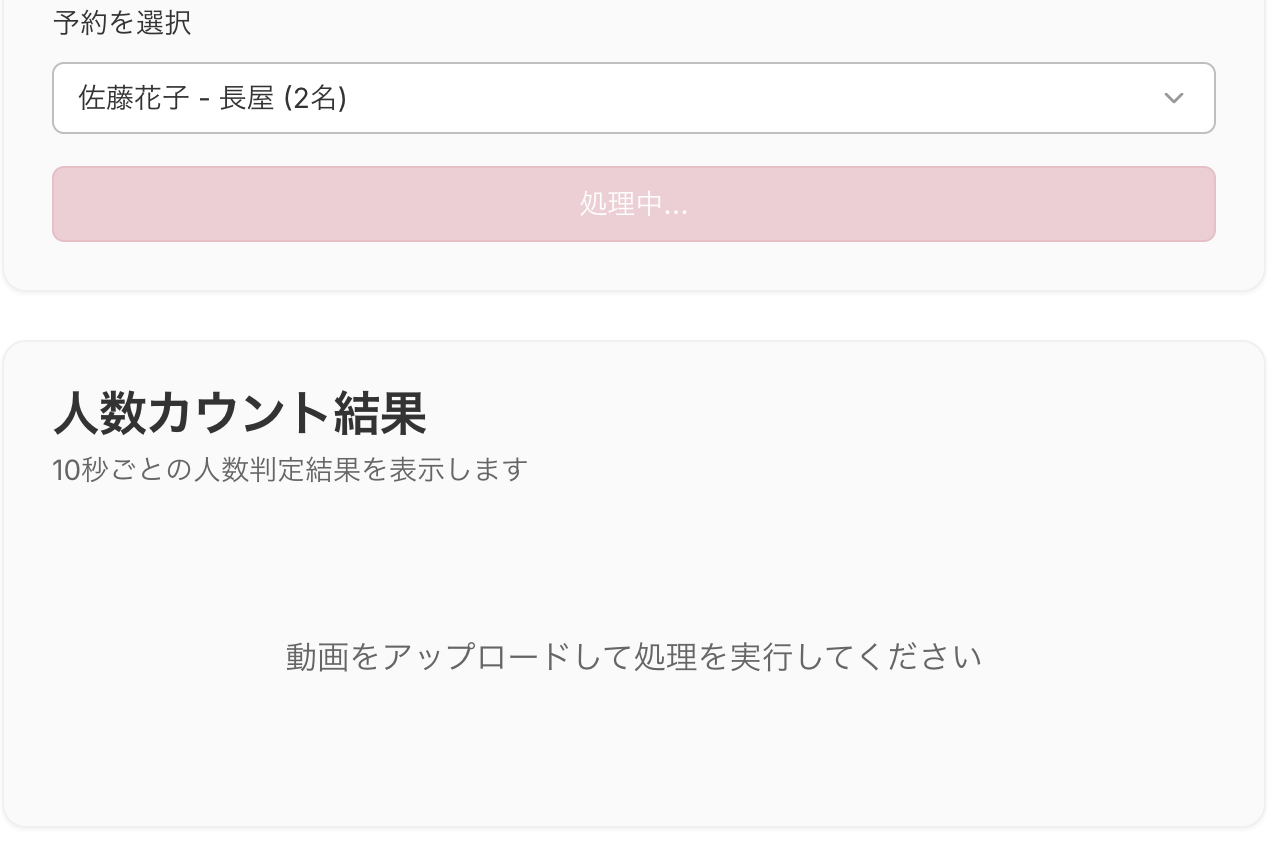 予約を選択
佐藤花子 - 長屋 (2名)
処理中...
人数カウント結果
10秒ごとの人数判定結果を表示します
動画をアップロードして処理を実行してください